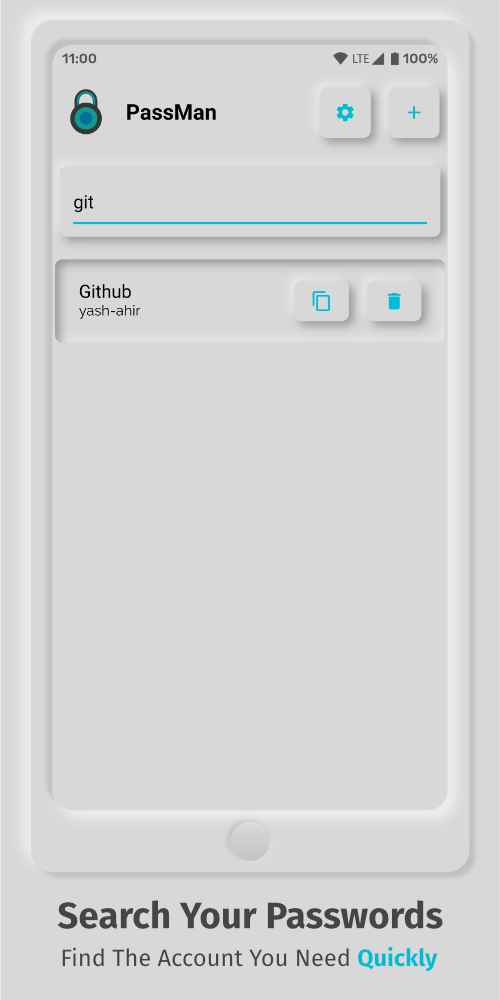 11:00 LTE 100%
PassMan
git
Github
yash-ahir
Search Your Passwords
Find The Account You Need Quickly